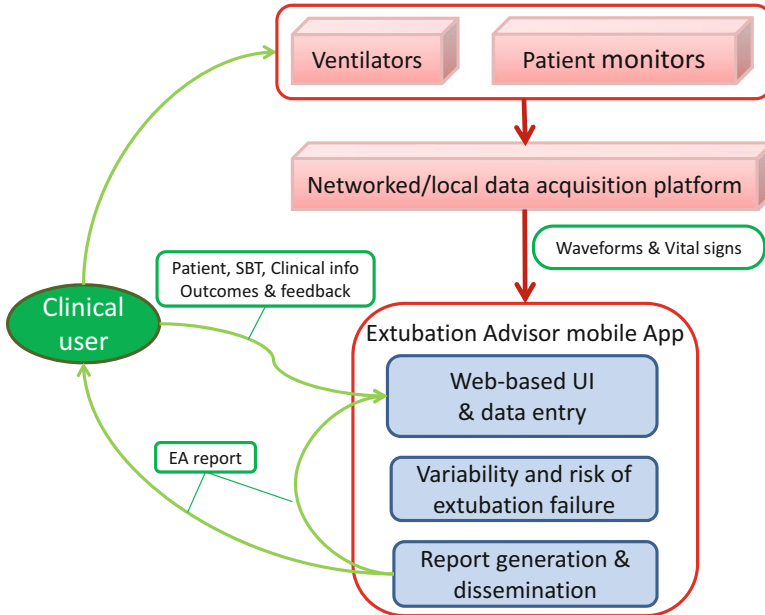 Ventilators
Patient monitors
Networked/local data acquisition platform
Waveforms & Vital signs
Patient, SBT, Clinical info
Outcomes & feedback
Clinical
user
Extubation Advisor mobile App
Web-based UI
& data entry
EA report
Variability and risk of
extubation failure
Report generation &
dissemination